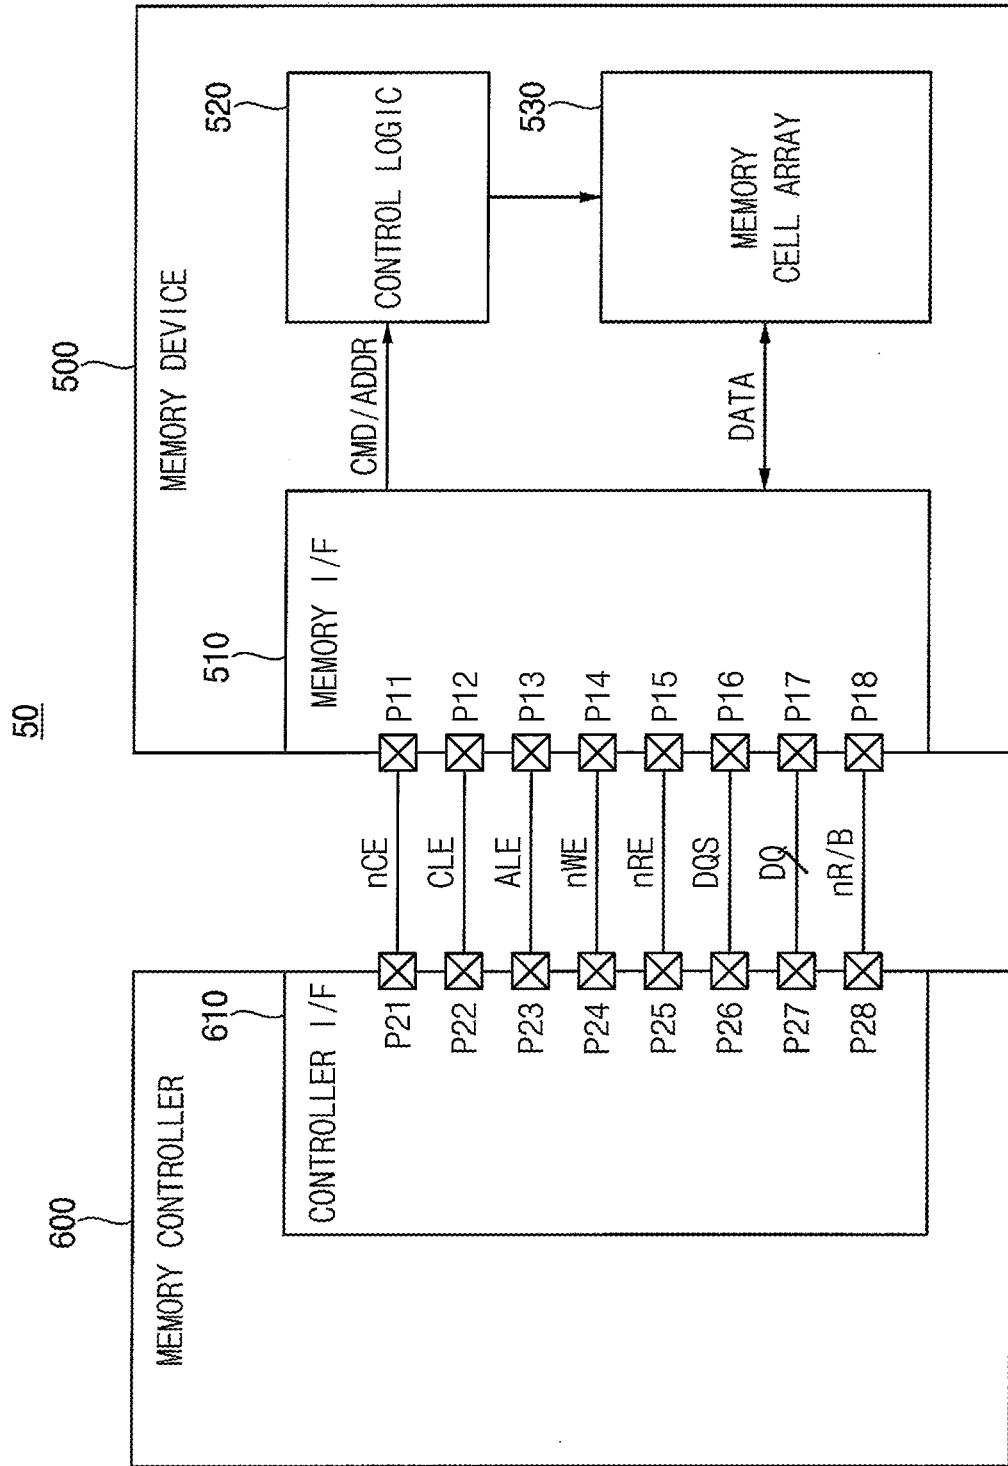 50
600
MEMORY CONTROLLER
610
CONTROLLER I/F
P21
P22
P23
P24
P25
P26
P27
P28
nCE
CLE
ALE
nWE
nRE
DQS
DQ
nR/B
500
MEMORY DEVICE
510
MEMORY I/F
P11
P12
P13
P14
P15
P16
P17
P18
CMD/ADDR
DATA
520
CONTROL LOGIC
530
MEMORY
CELL ARRAY